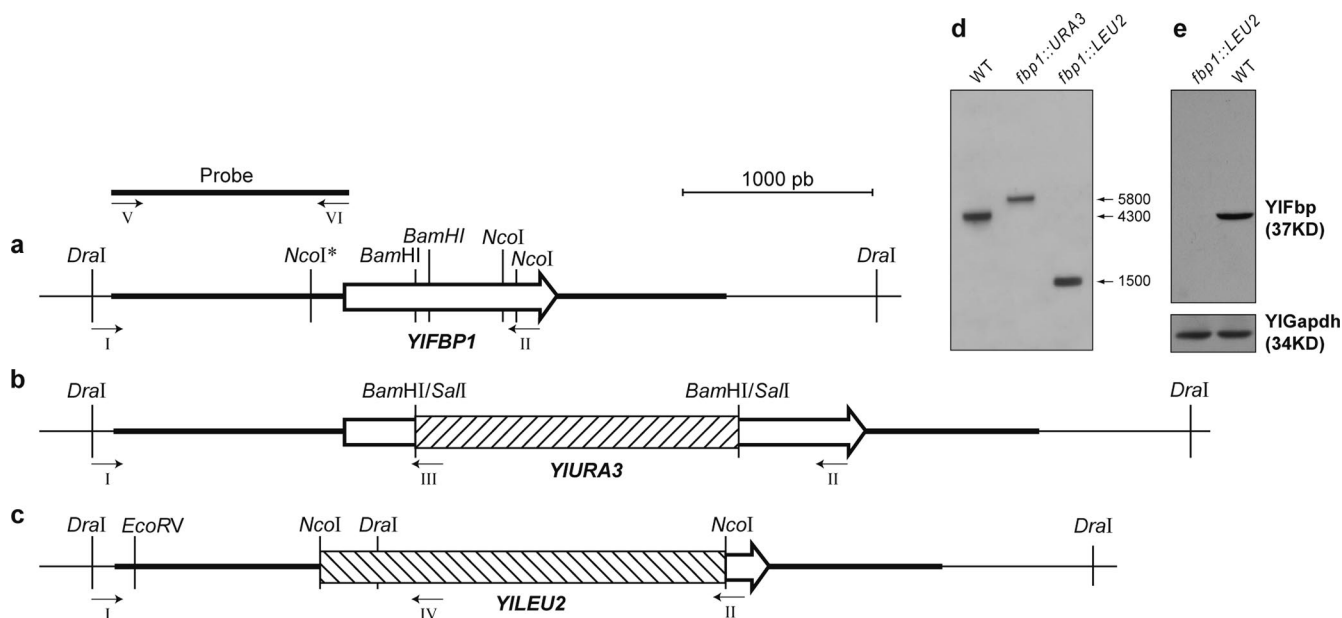 d
e
WT
fbp1::URA3
fbp1::LEU2
fbp1::LEU2
WT
5800
4300
1500
YlFbp
(37KD)
YlGapdh
(34KD)
Probe
V
VI
1000 pb
a
DraI
NcoI*
BamHI
BamHI
NcoI
NcoI
DraI
I
YlFBP1
II
b
DraI
BamHI/SalI
BamHI/SalI
DraI
I
III
YlURA3
II
c
DraI
EcoRV
NcoI
DraI
NcoI
DraI
I
IV
YlLEU2
II